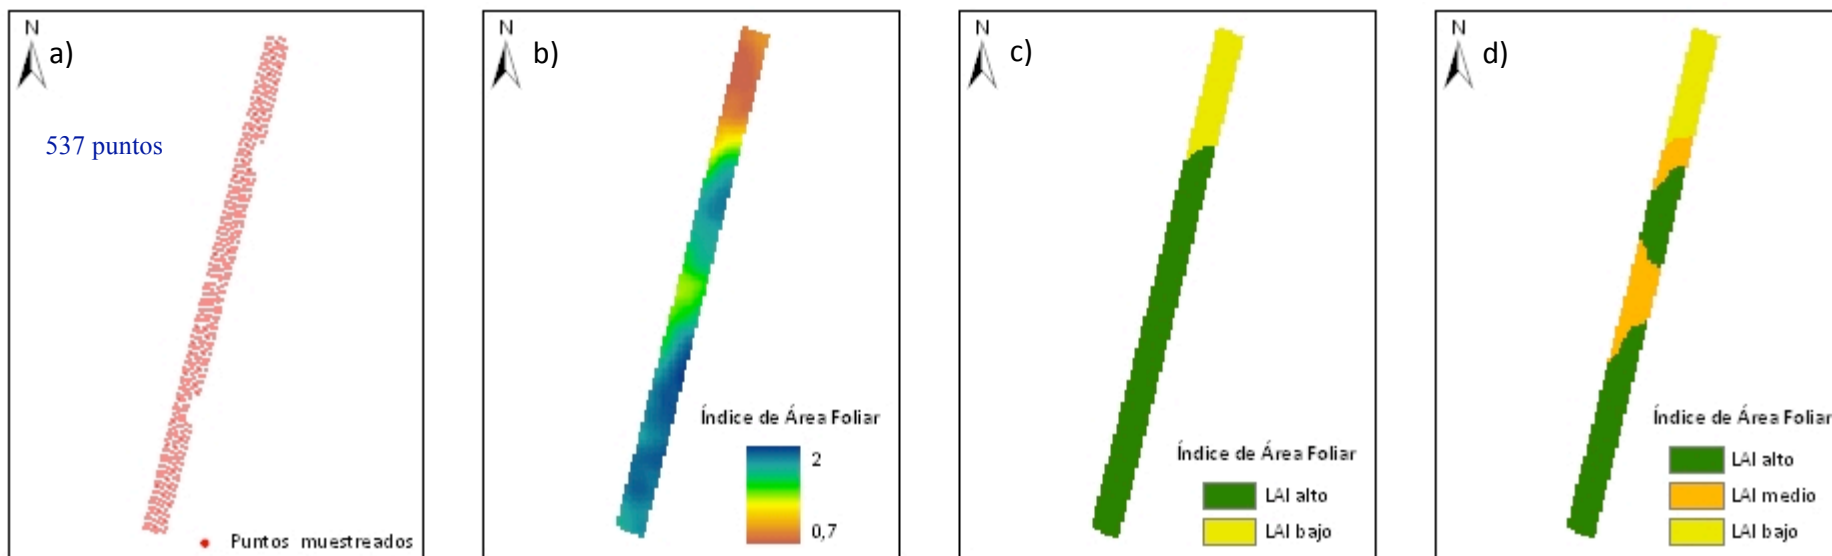 N
a)
537 puntos
Puntos muestreados
N
b)
Índice de Área Foliar
2
0,7
N
c)
Índice de Área Foliar
LAI alto
LAI bajo
N
d)
Índice de Área Foliar
LAI alto
LAI medio
LAI bajo